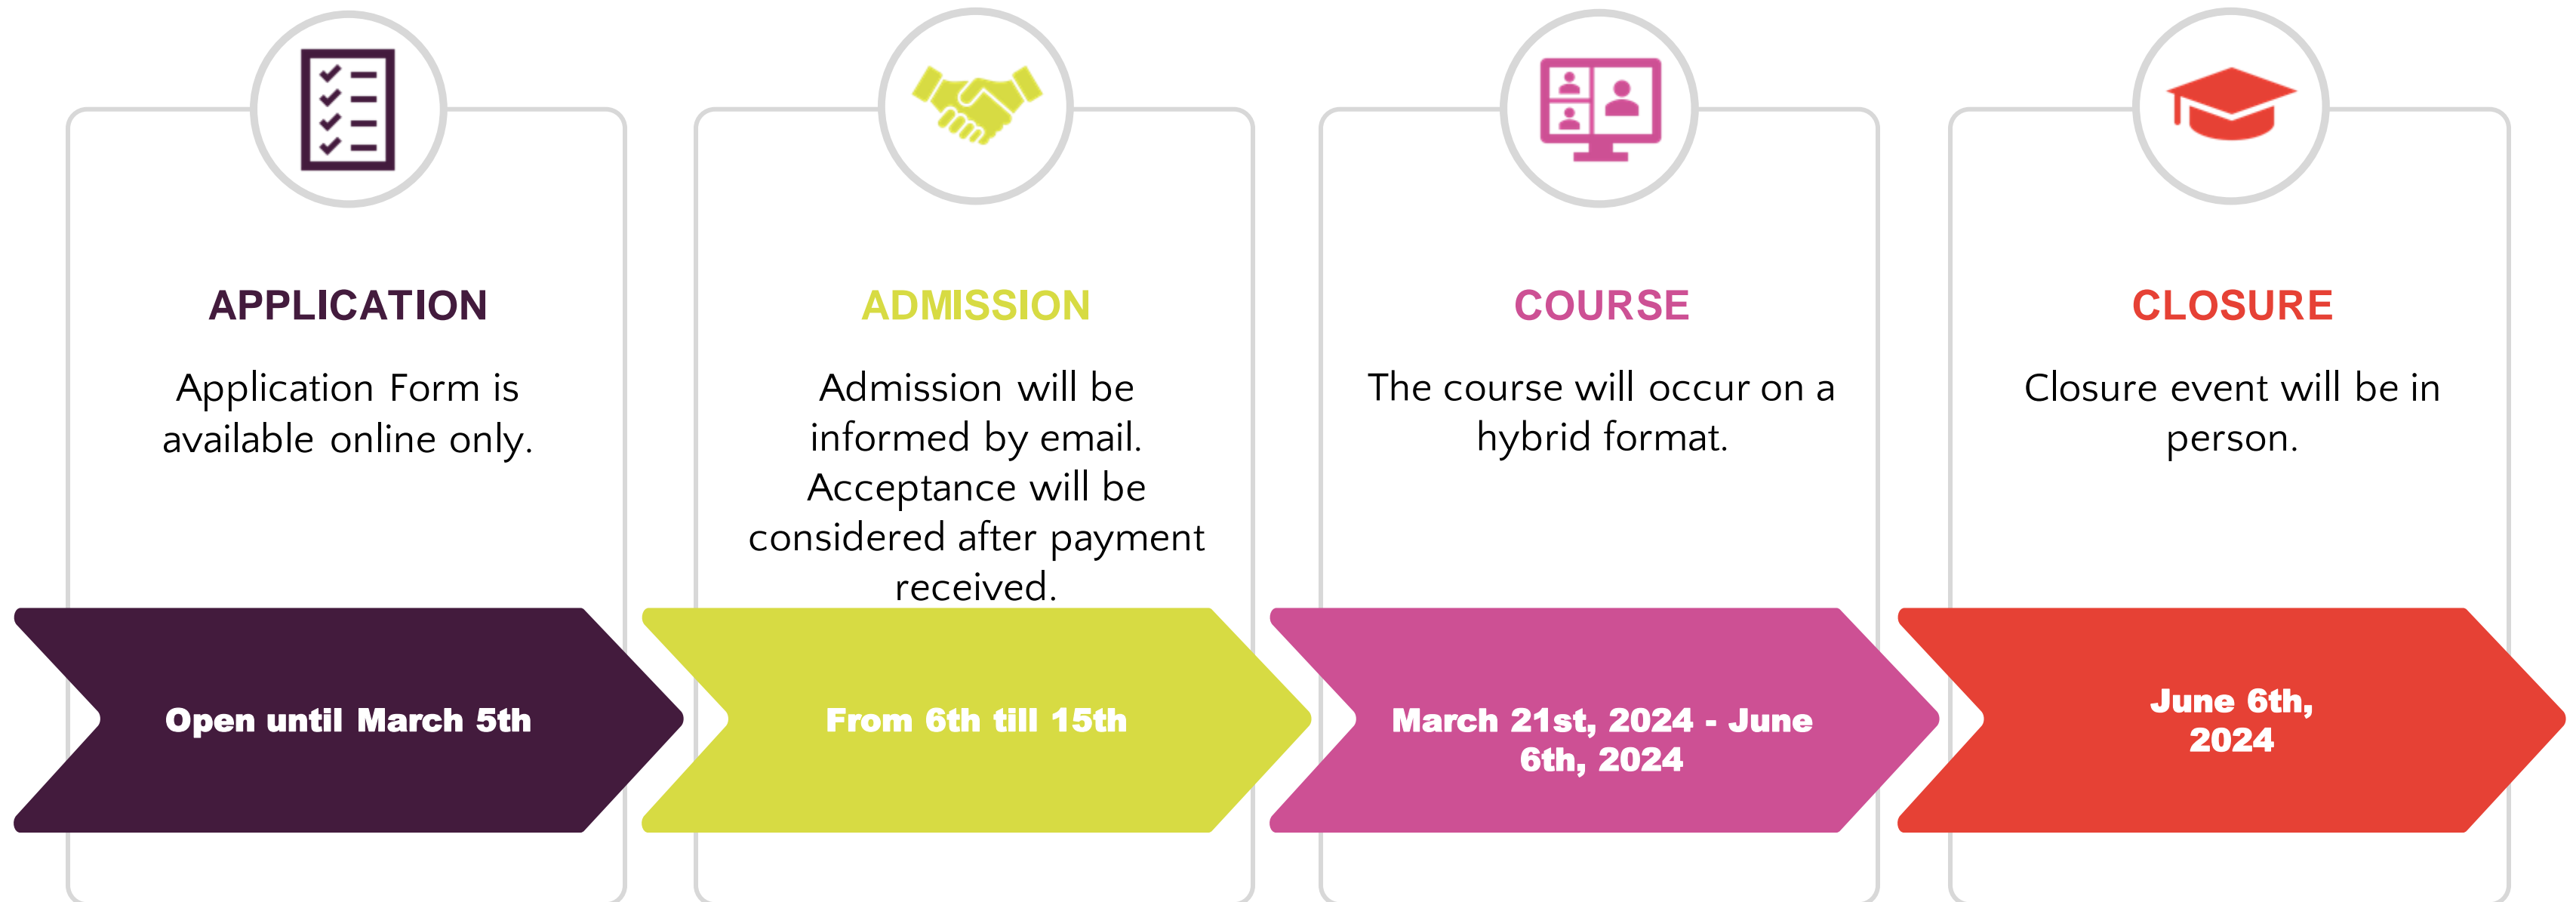 APPLICATION
Application Form is
available online only.
Open until March 5th
ADMISSION
Admission will be
informed by email.
Acceptance will be
considered after payment
received.
From 6th till 15th
COURSE
The course will occur on a
hybrid format.
March 21st, 2024 - June
6th, 2024
CLOSURE
Closure event will be in
person.
June 6th,
2024